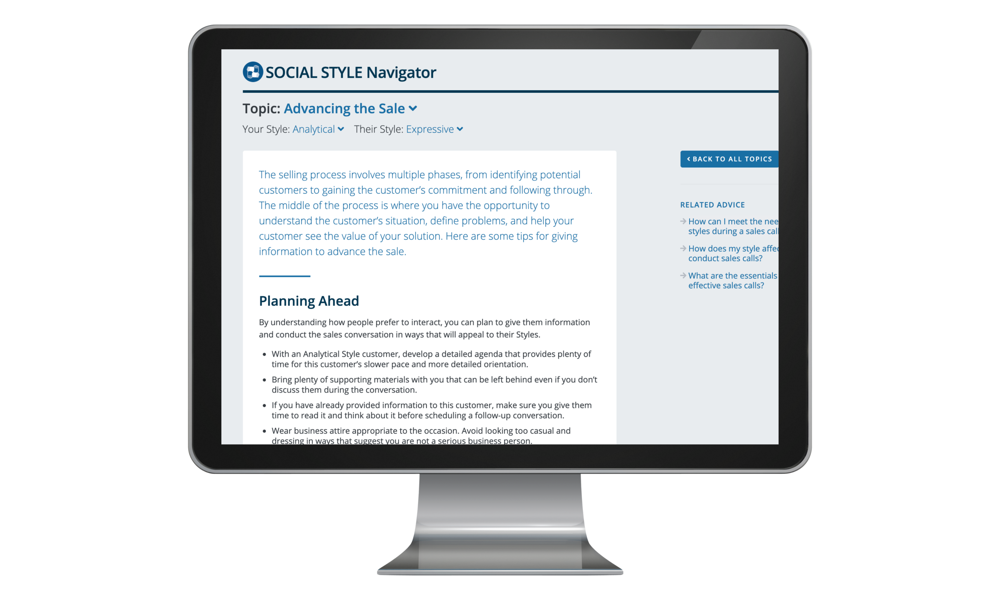 SOCIAL STYLE Navigator
Topic: Advancing the Sale
Your Style: Analytical Their Style: Expressive
The selling process involves multiple phases, from identifying potential
customers to gaining the customer's commitment and following through.
The middle of the process is where you have the opportunity to
understand the customer's situation, define problems, and help your
customer see the value of your solution. Here are some tips for giving
information to advance the sale.
Planning Ahead
By understanding how people prefer to interact, you can plan to give them information
and conduct the sales conversation in ways that will appeal to their Styles.
• With an Analytical Style customer, develop a detailed agenda that provides plenty of
time for this customer's slower pace and more detailed orientation.
• Bring plenty of supporting materials with you that can be left behind even if you don't
discuss them during the conversation.
• If you have already provided information to this customer, make sure you give them
time to read it and think about it before scheduling a follow-up conversation.
• Wear business attire appropriate to the occasion. Avoid looking too casual and
dressing in ways that suggest you are not a serious business person.
BACK TO ALL TOPICS
RELATED ADVICE
How can I meet the
styles during a sales
How does my style
conduct sales calls?
What are the essentials
effective sales calls?